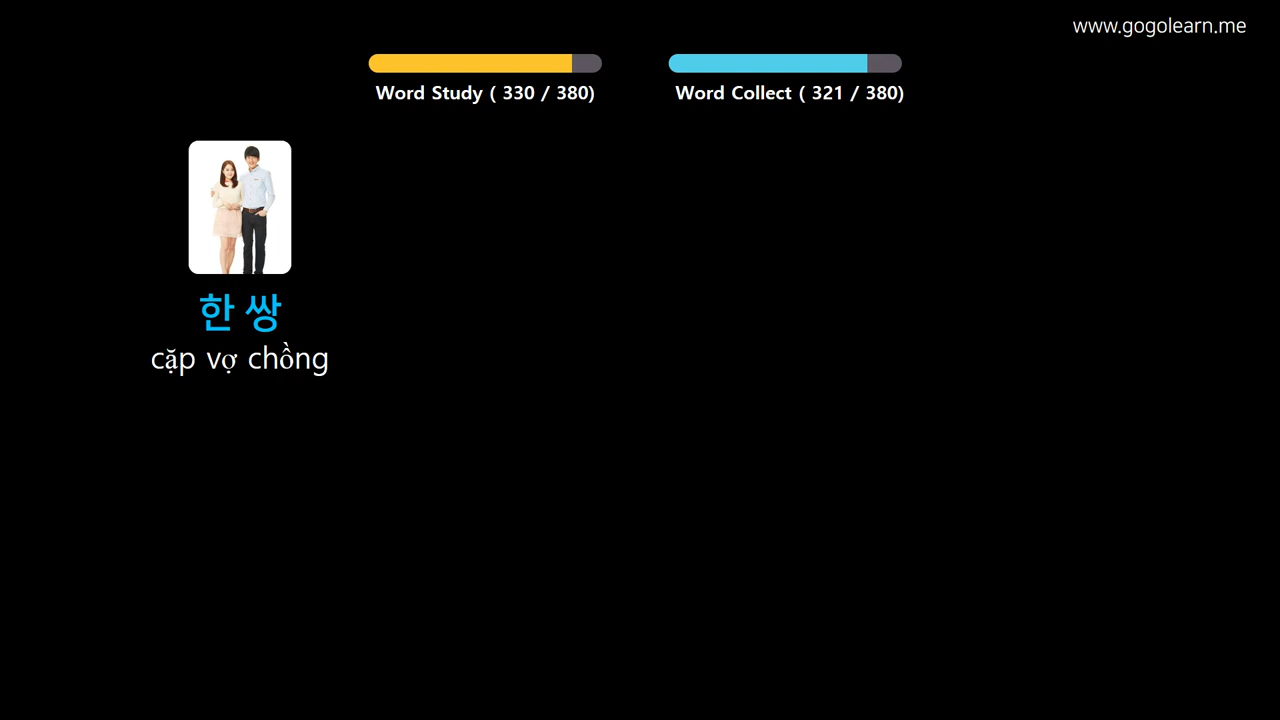 www.gogolearn.me
Word Study ( 330 / 380)
Word Collect ( 321 / 380)
한 쌍
cặp vợ chồng